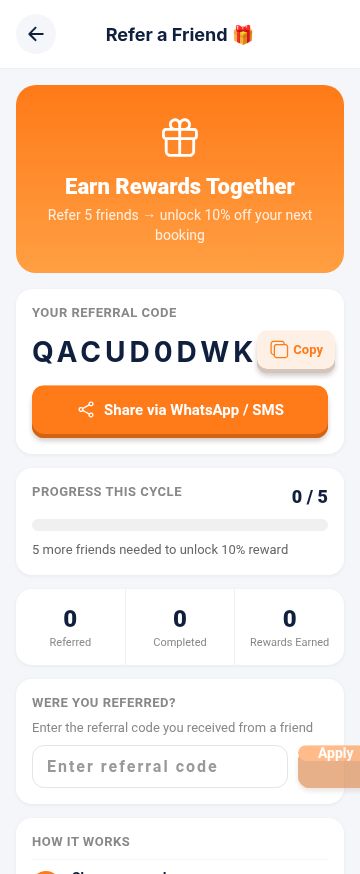 Refer a Friend 🎁
Earn Rewards Together
Refer 5 friends → unlock 10% off your next
booking
YOUR REFERRAL CODE
QACUD0DWK
Copy
Share via WhatsApp / SMS
PROGRESS THIS CYCLE
0 / 5
5 more friends needed to unlock 10% reward
0
0
0
Referred
Completed
Rewards Earned
WERE YOU REFERRED?
Enter the referral code you received from a friend
Enter referral code
Apply
HOW IT WORKS